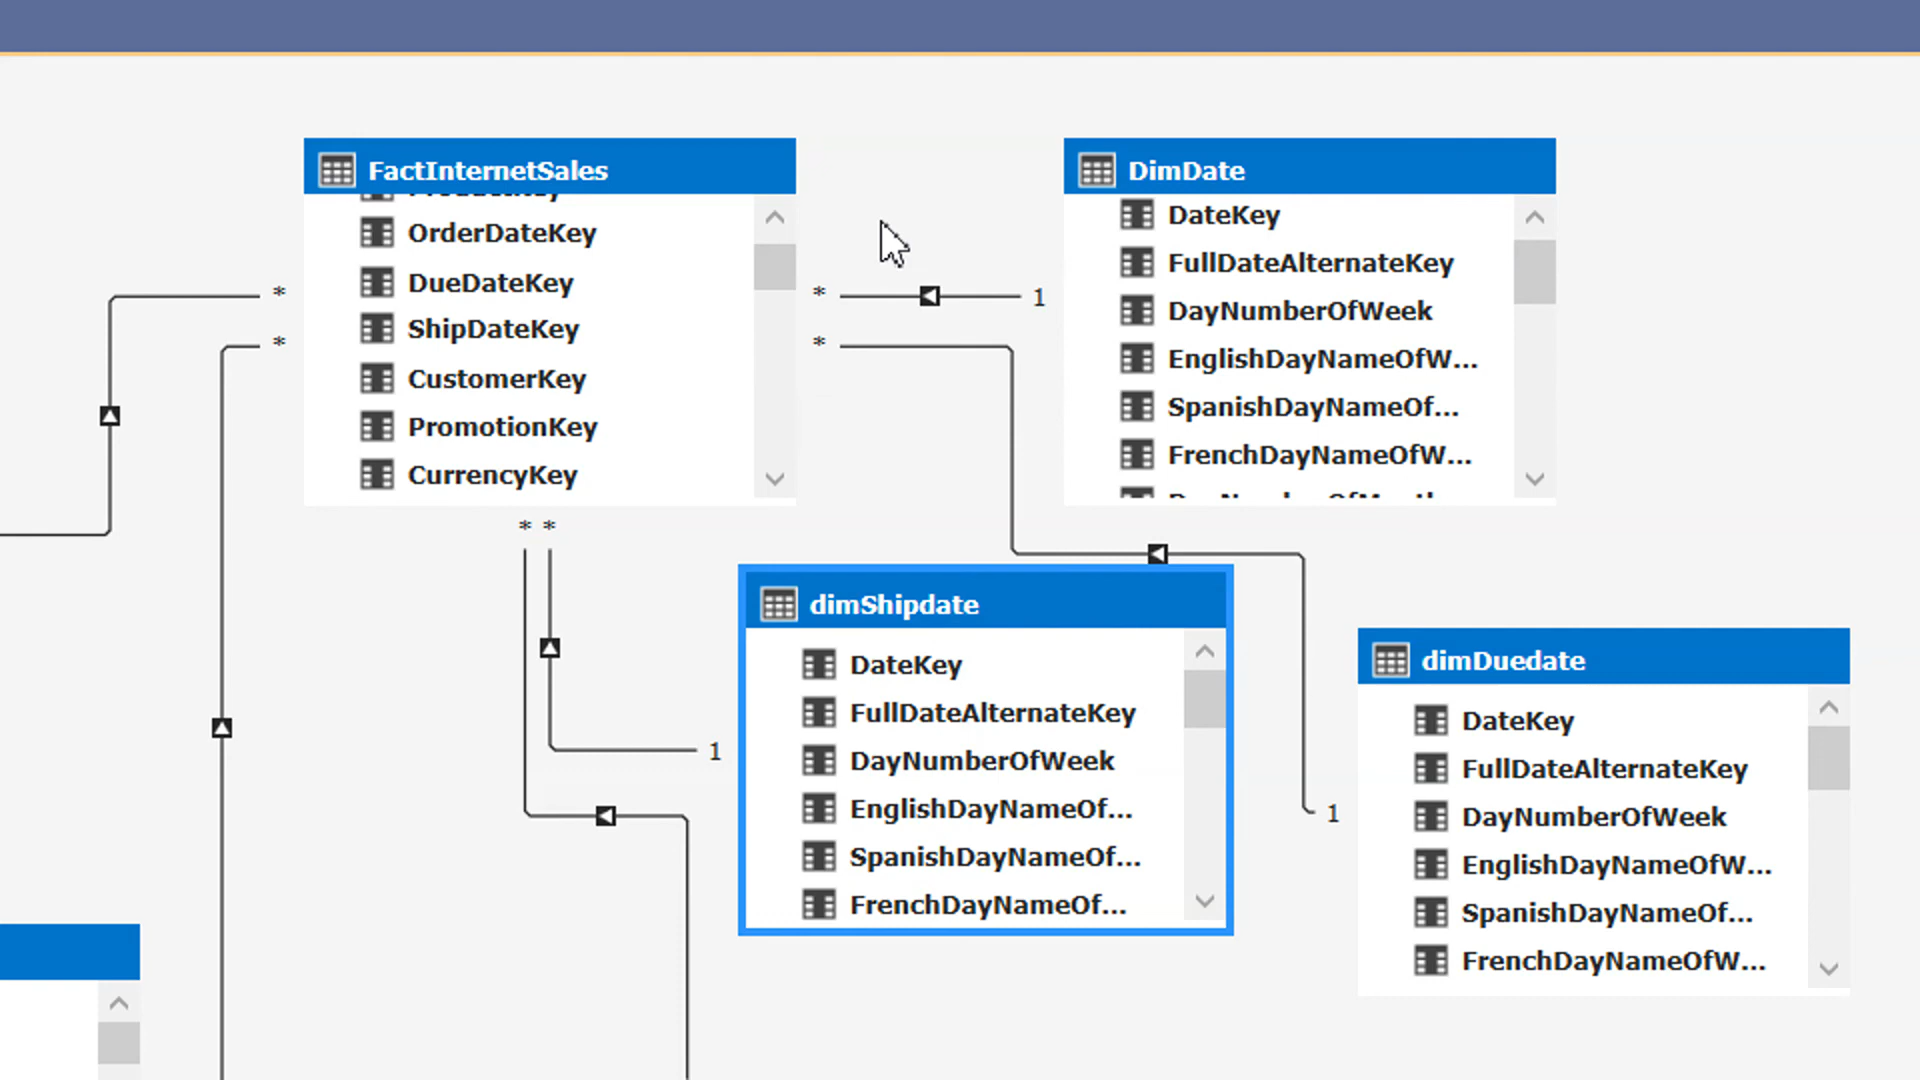 FactInternetSales
OrderDateKey
DueDateKey
ShipDateKey
CustomerKey
PromotionKey
CurrencyKey
DimDate
DateKey
FullDateAlternateKey
DayNumberOfWeek
EnglishDayNameOfW...
SpanishDayNameOf...
FrenchDayNameOfW...
* 1
*
*
*
* *
1
1
dimShipdate
DateKey
FullDateAlternateKey
DayNumberOfWeek
EnglishDayNameOf...
SpanishDayNameOf...
FrenchDayNameOf...
dimDuedate
DateKey
FullDateAlternateKey
DayNumberOfWeek
EnglishDayNameOfW...
SpanishDayNameOf...
FrenchDayNameOfW...